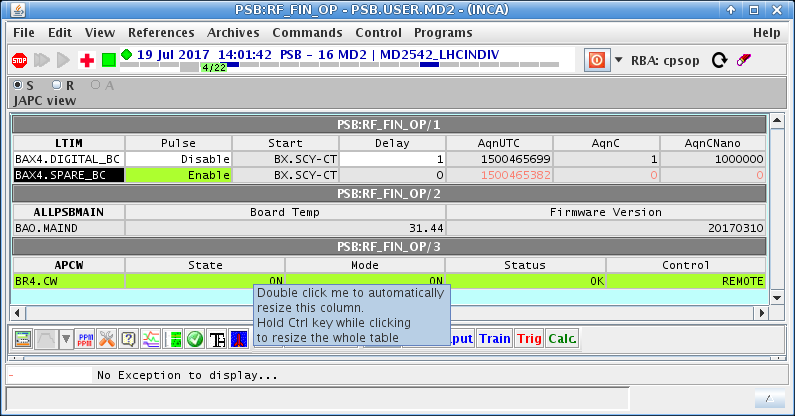 PSB:RF_FIN_OP - PSB.USER.MD2 - (INCA)
File Edit View References Archives Commands Control Programs Help
STOP 19 Jul 2017 14:01:42 PSB - 16 MD2 | MD2542_LHCINDIV RBA: cpsop
4/22
S R A
JAPC view
PSB:RF_FIN_OP/1
LTIM Pulse Start Delay AqnUTC AqnC AqnCNano
BAX4.DIGITAL_BC Disable BX.SCY-CT 1 1500465699 1 1000000
BAX4.SPARE_BC Enable BX.SCY-CT 0 1500465382 0 0
PSB:RF_FIN_OP/2
ALLPSBMAIN Board Temp Firmware Version
BA0.MAIND 31.44 20170310
PSB:RF_FIN_OP/3
APCW State Mode Status Control
BR4.CW ON ON OK REMOTE
Double click me to automatically
resize this column.
Hold Ctrl key while clicking
to resize the whole table
PPM
PPM
put Train Trig Calc.
- No Exception to display...